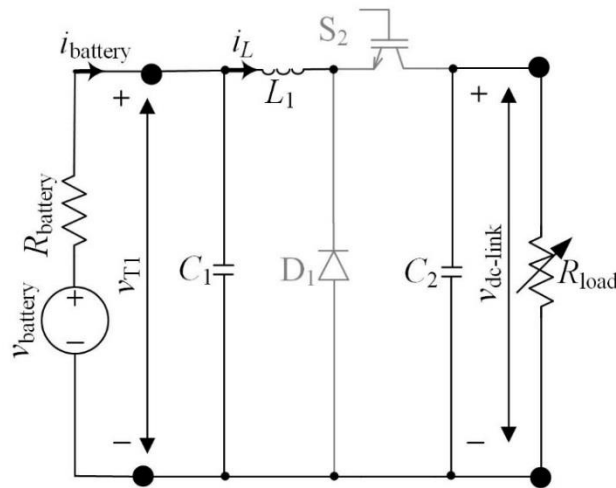 i_battery
i_L
S_2
L_1
+
+
R_battery
v_T1
C_1
D_1
C_2
v_dc-link
R_load
v_battery
+
−
−
−